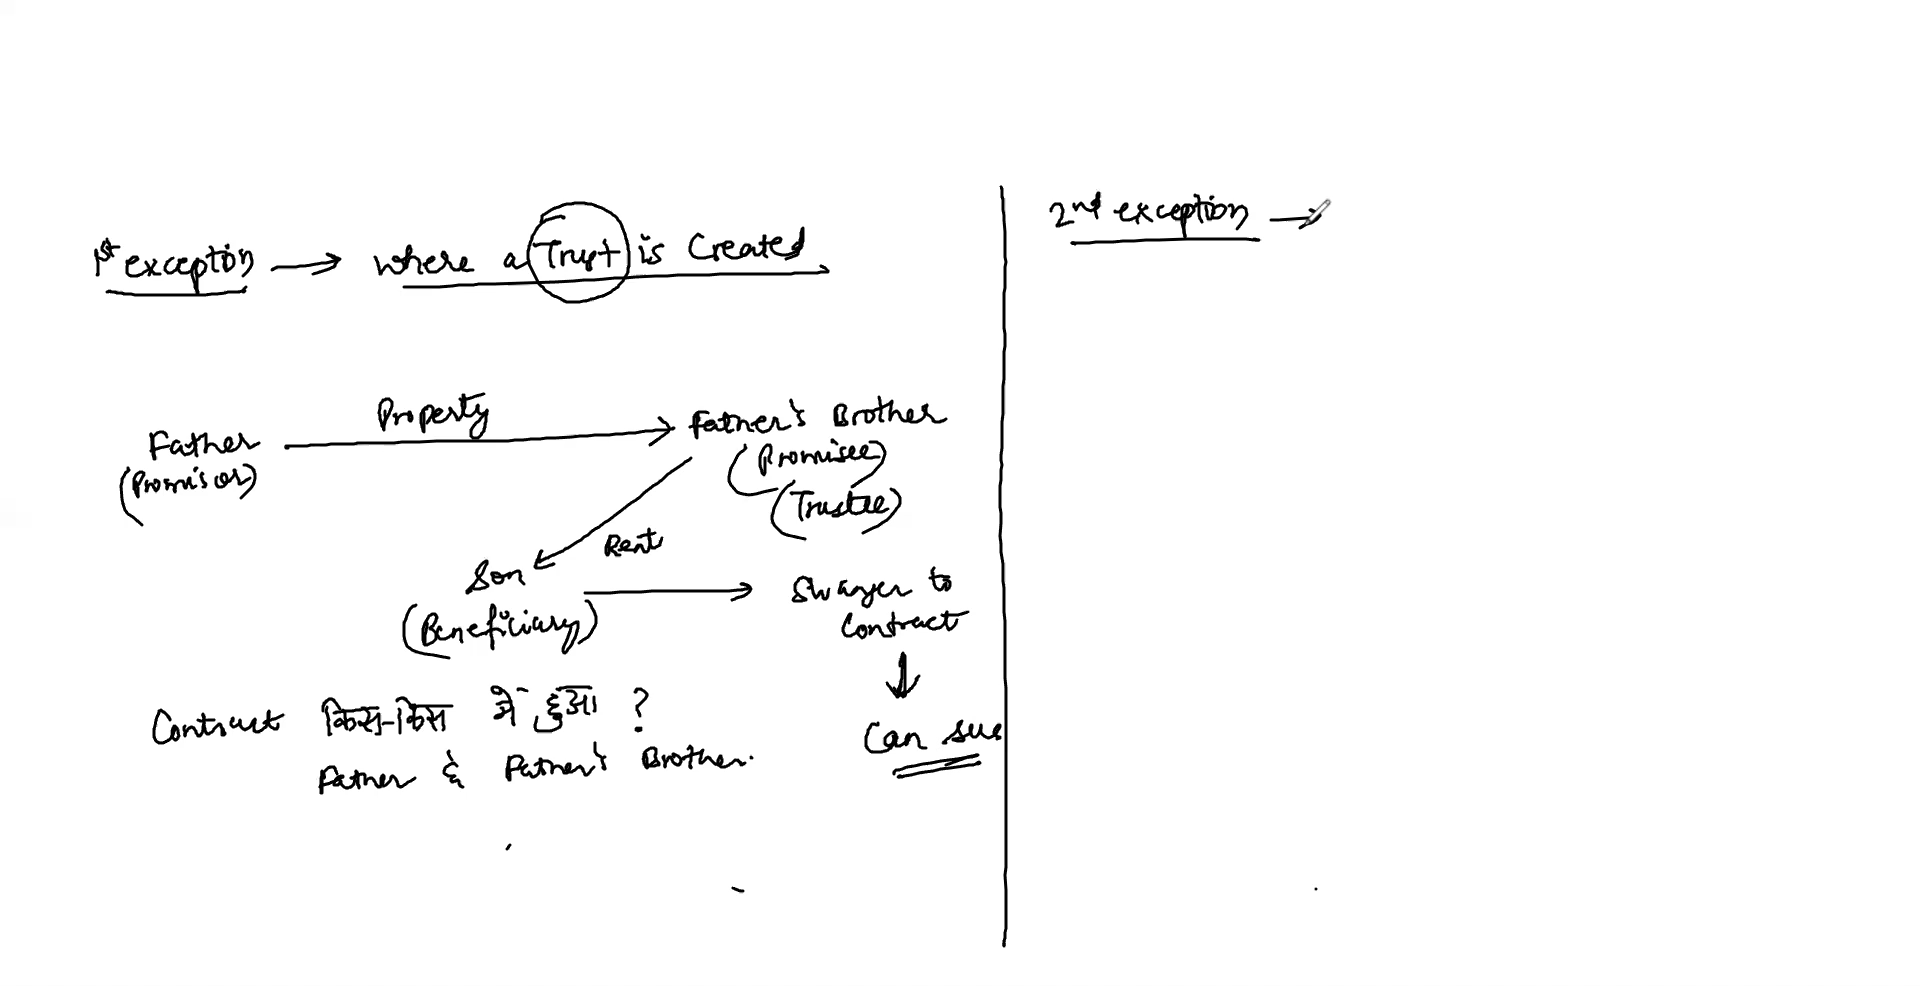 1st exception → where a Trust is Created
Property
Father
(Promisor)
Father's Brother
(Promisee)
(Trustee)
Rent
Son
(Beneficiary)
→ Stranger to
Contract
Can sue
Contract किस-किस में हुआ ?
Father & Father's Brother.
2nd exception →